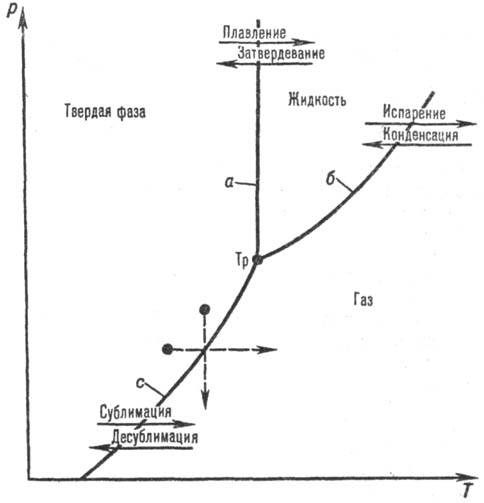 P
Плавление
Затвердевание
Твердая фаза
Жидкость
Испарение
Конденсация
а
б
Тр
Газ
с
Сублимация
Десублимация
T